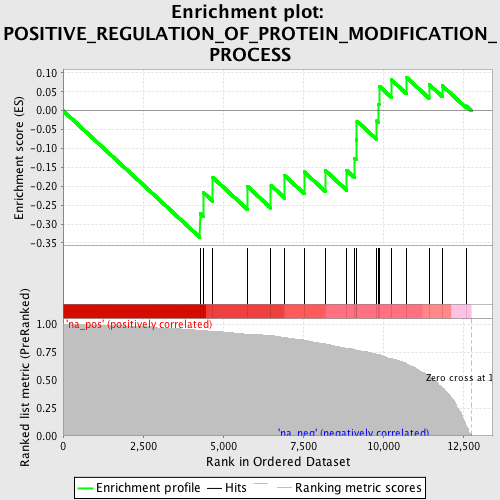 Enrichment plot:
POSITIVE_REGULATION_OF_PROTEIN_MODIFICATION_
PROCESS
Enrichment score (ES)
0.10
0.05
0.00
-0.05
-0.10
-0.15
-0.20
-0.25
-0.30
-0.35
'na_pos' (positively correlated)
Ranked list metric (PreRanked)
1.00
0.75
0.50
0.25
0.00
Zero cross at 1
'na_neg' (negatively correlated)
0
2,500
5,000
7,500
10,000
12,500
Rank in Ordered Dataset
Enrichment profile
Hits
Ranking metric scores